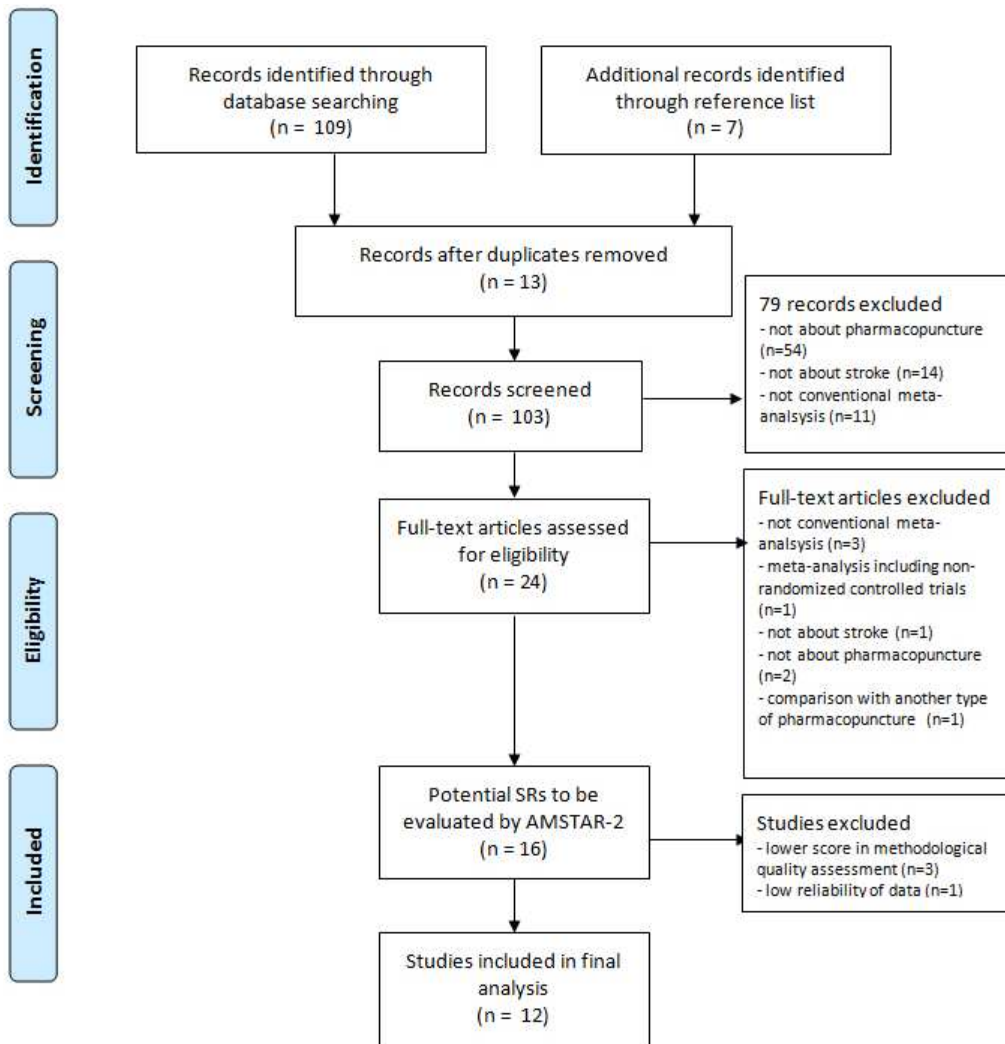 Identification
Records identified through
database searching
(n = 109)
Additional records identified
through reference list
(n = 7)
Records after duplicates removed
(n = 13)
Screening
Records screened
(n = 103)
79 records excluded
- not about pharmacopuncture
(n=54)
- not about stroke (n=14)
- not conventional meta-
analsysis (n=11)
Eligibility
Full-text articles assessed
for eligibility
(n = 24)
Full-text articles excluded
- not conventional meta-
analsysis (n=3)
- meta-analysis including non-
randomized controlled trials
(n=1)
- not about stroke (n=1)
- not about pharmacopuncture
(n=2)
- comparison with another type
of pharmacopuncture (n=1)
Included
Potential SRs to be
evaluated by AMSTAR-2
(n = 16)
Studies excluded
- lower score in methodological
quality assessment (n=3)
- low reliability of data (n=1)
Studies included in final
analysis
(n = 12)